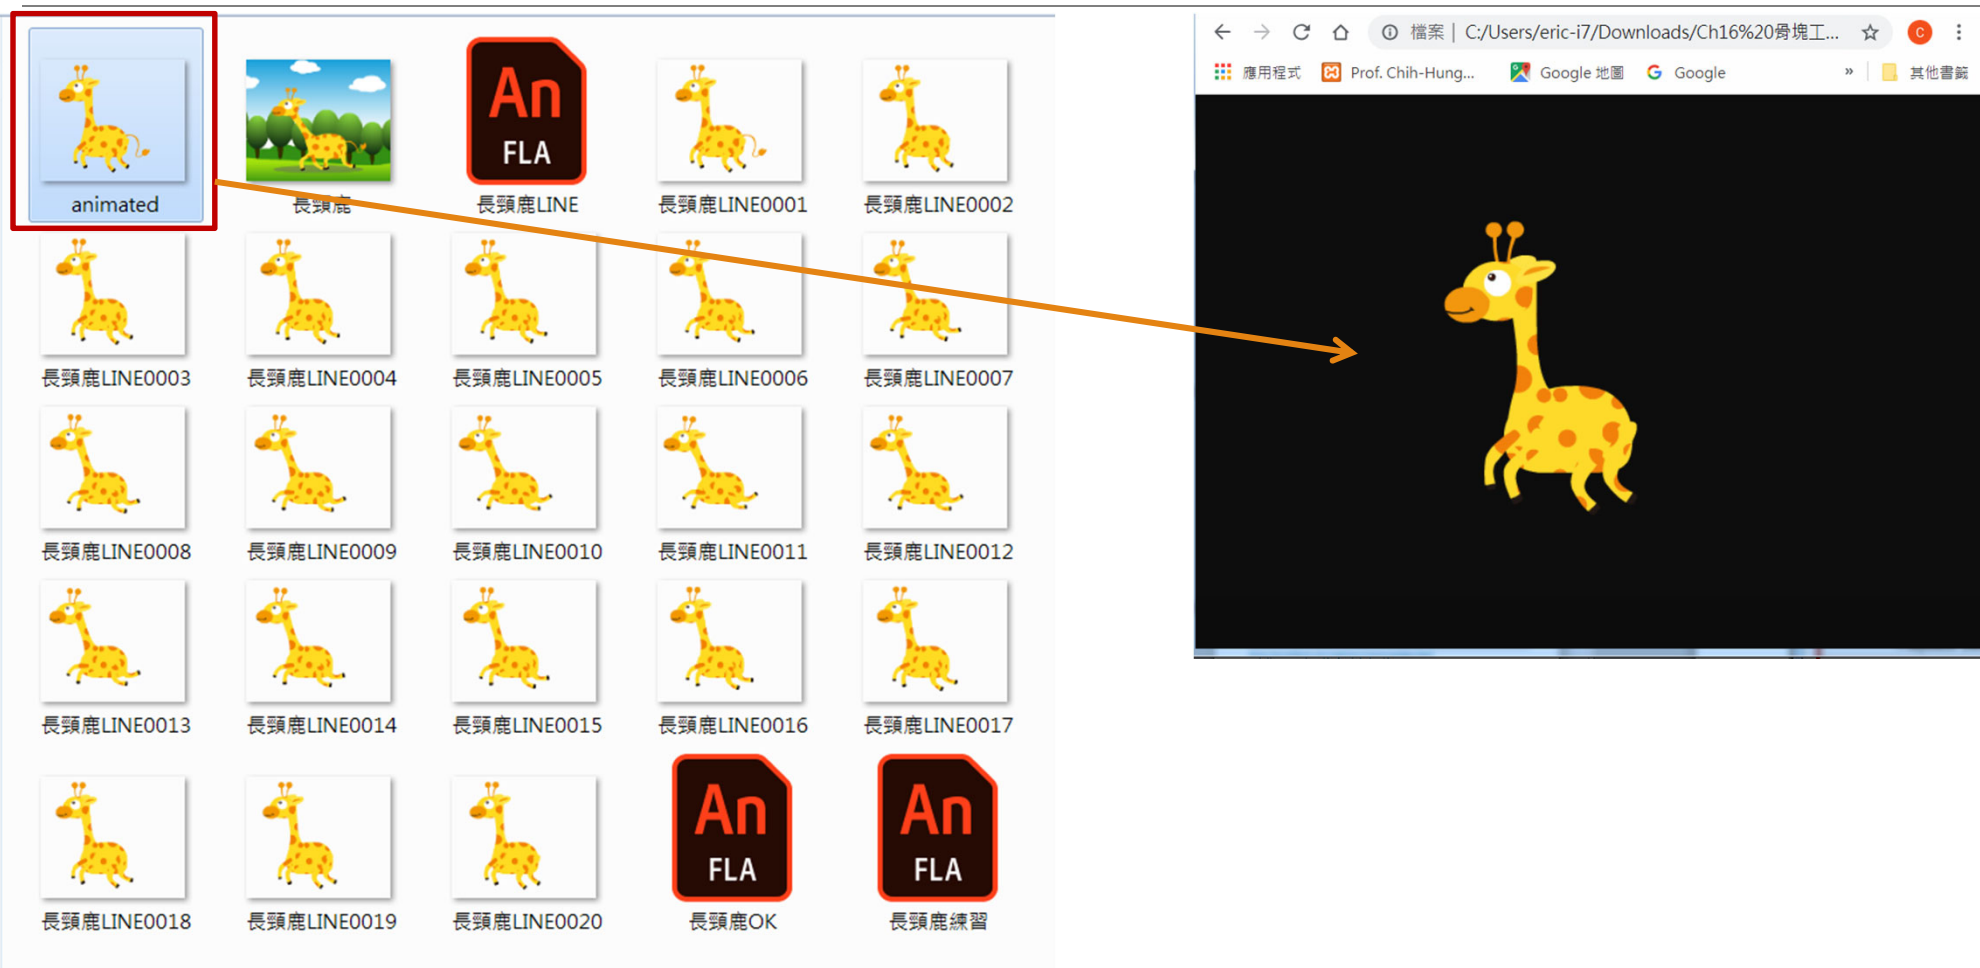 animated
長頸鹿
An
FLA
長頸鹿LINE
長頸鹿LINE0001
長頸鹿LINE0002
長頸鹿LINE0003
長頸鹿LINE0004
長頸鹿LINE0005
長頸鹿LINE0006
長頸鹿LINE0007
長頸鹿LINE0008
長頸鹿LINE0009
長頸鹿LINE0010
長頸鹿LINE0011
長頸鹿LINE0012
長頸鹿LINE0013
長頸鹿LINE0014
長頸鹿LINE0015
長頸鹿LINE0016
長頸鹿LINE0017
長頸鹿LINE0018
長頸鹿LINE0019
長頸鹿LINE0020
An
FLA
長頸鹿OK
An
FLA
長頸鹿練習
檔案 | C:/Users/eric-i7/Downloads/Ch16%20骨塊工...
C
應用程式 Prof. Chih-Hung... Google 地圖 G Google » 其他書籤